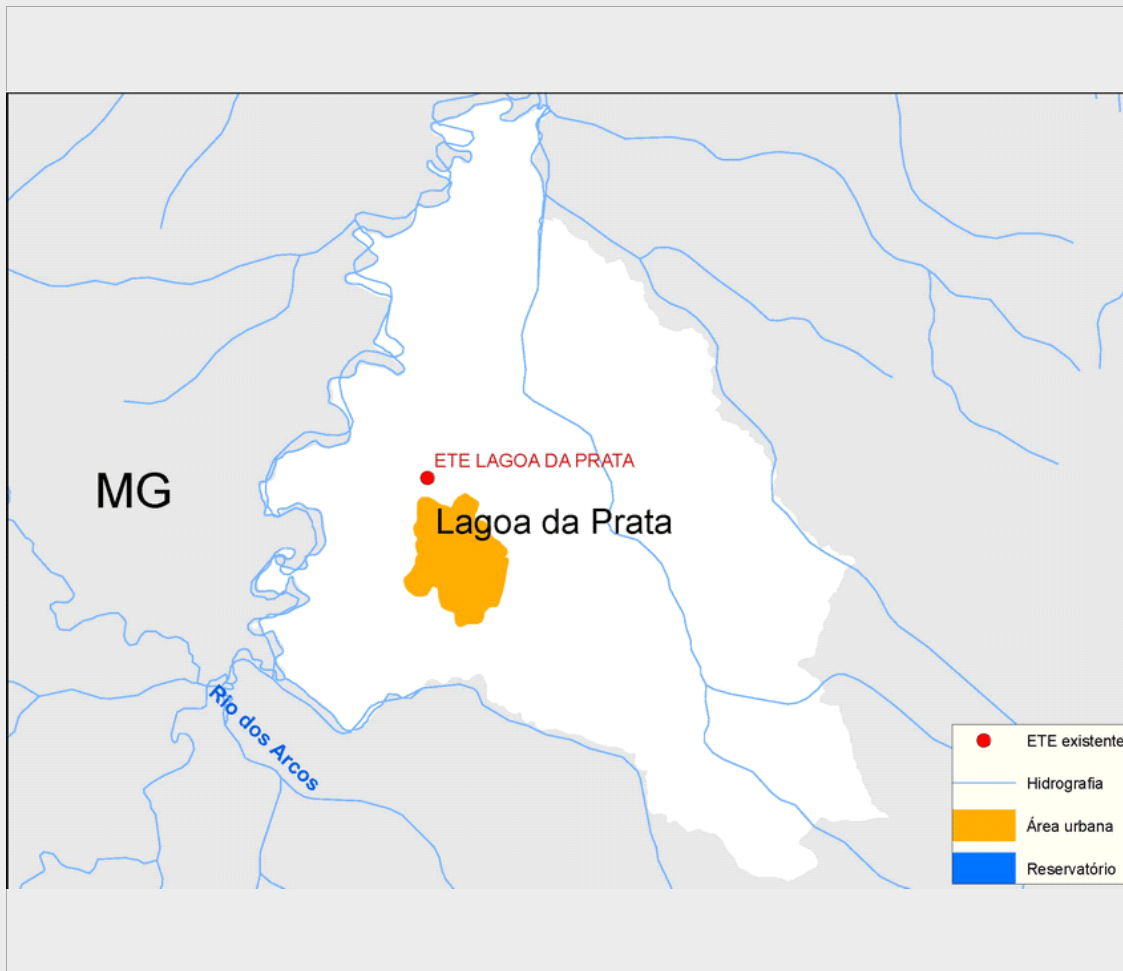 ETE LAGOA DA PRATA
MG
Lagoa da Prata
Rio dos Arcos
ETE existente
Hidrografia
Área urbana
Reservatório